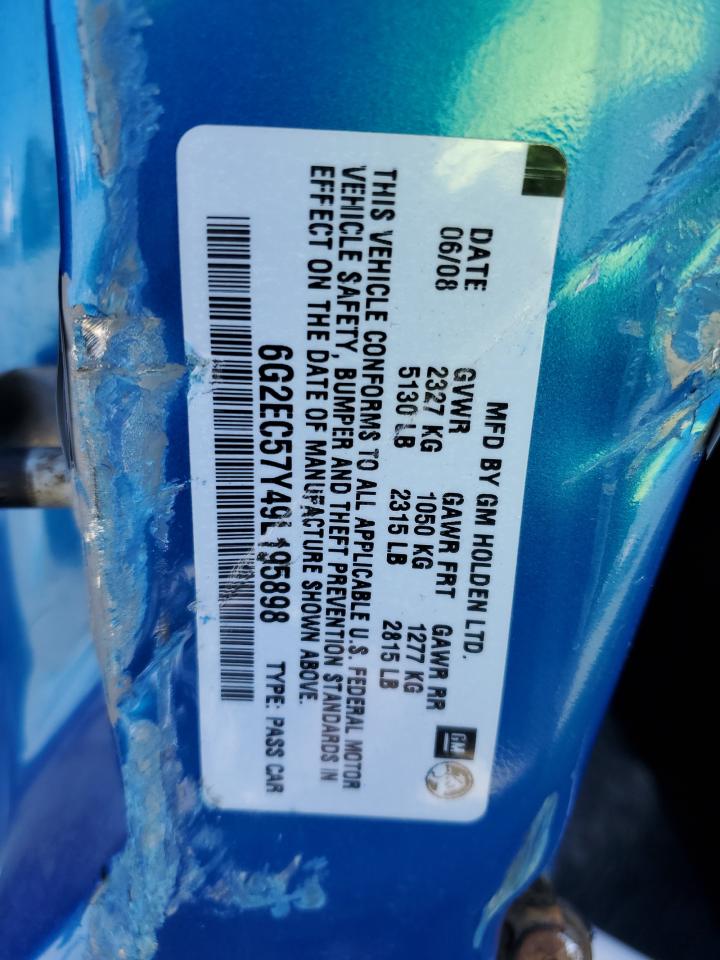 MFD BY GM HOLDEN LTD.
DATE GVWR GAWR FRT GAWR RR
06/08 2327 KG 1050 KG 1277 KG
5130 LB 2315 LB 2815 LB
THIS VEHICLE CONFORMS TO ALL APPLICABLE U.S. FEDERAL MOTOR
VEHICLE SAFETY, BUMPER AND THEFT PREVENTION STANDARDS IN
EFFECT ON THE DATE OF MANUFACTURE SHOWN ABOVE.
6G2EC57Y49L195898 TYPE: PASS CAR
GM